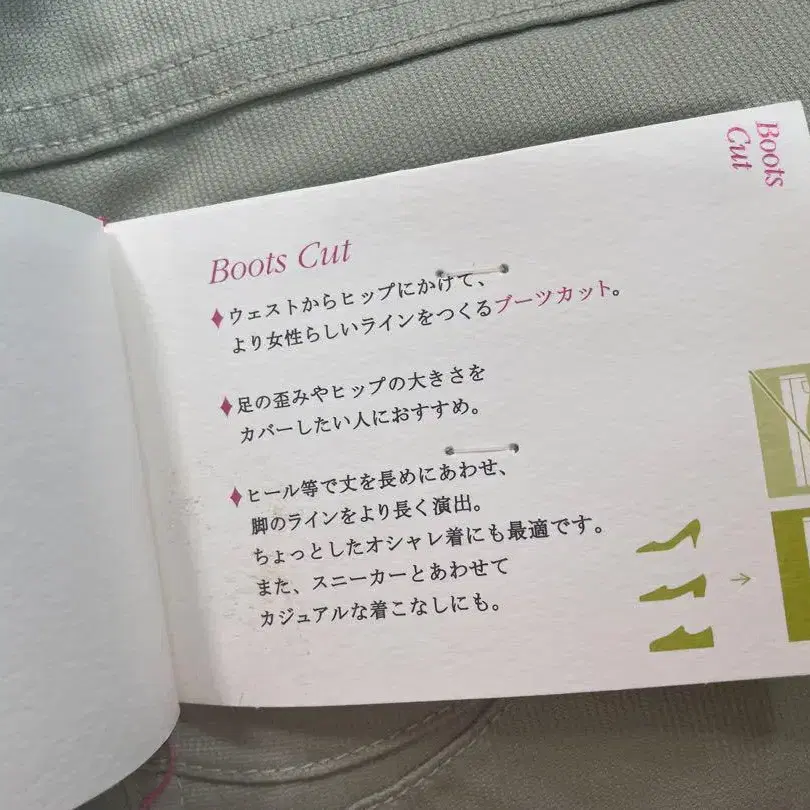 Boots
Cut
Boots Cut
♦ウェストからヒップにかけて、
より女性らしいラインをつくるブーツカット。
♦足の歪みやヒップの大きさを
カバーしたい人におすすめ。
♦ヒール等で丈を長めにあわせ、
脚のラインをより長く演出。
ちょっとしたオシャレ着にも最適です。
また、スニーカーとあわせて
カジュアルな着こなしにも。